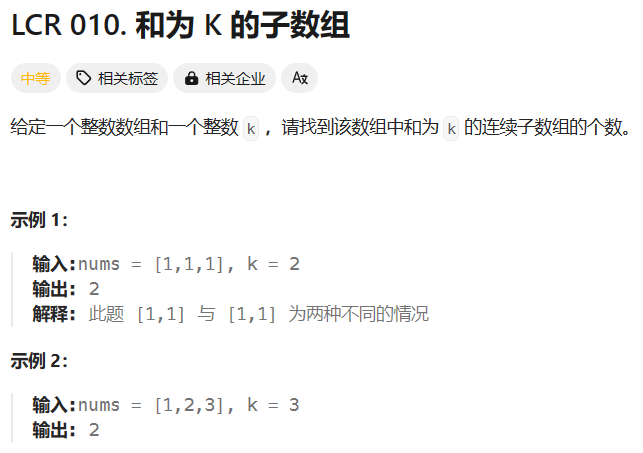 LCR 010. 和为 K 的子数组
中等 相关标签 相关企业 A文
给定一个整数数组和一个整数 k ，请找到该数组中和为 k 的连续子数组的个数。
示例 1：
输入:nums = [1,1,1], k = 2
输出: 2
解释: 此题 [1,1] 与 [1,1] 为两种不同的情况
示例 2：
输入:nums = [1,2,3], k = 3
输出: 2